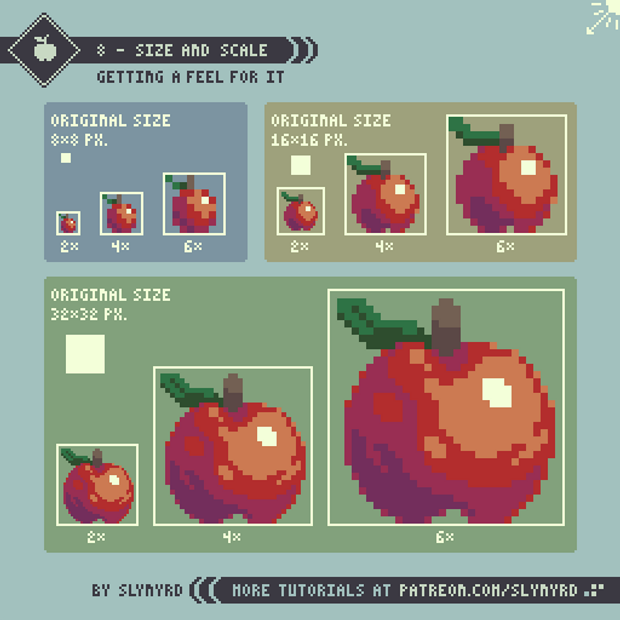 8 - SIZE AND SCALE
GETTING A FEEL FOR IT
ORIGINAL SIZE
8×8 PX.
2×
4×
6×
ORIGINAL SIZE
16×16 PX.
2×
4×
6×
ORIGINAL SIZE
32×32 PX.
2×
4×
6×
BY SLYNYRD
MORE TUTORIALS AT PATREON.COM/SLYNYRD